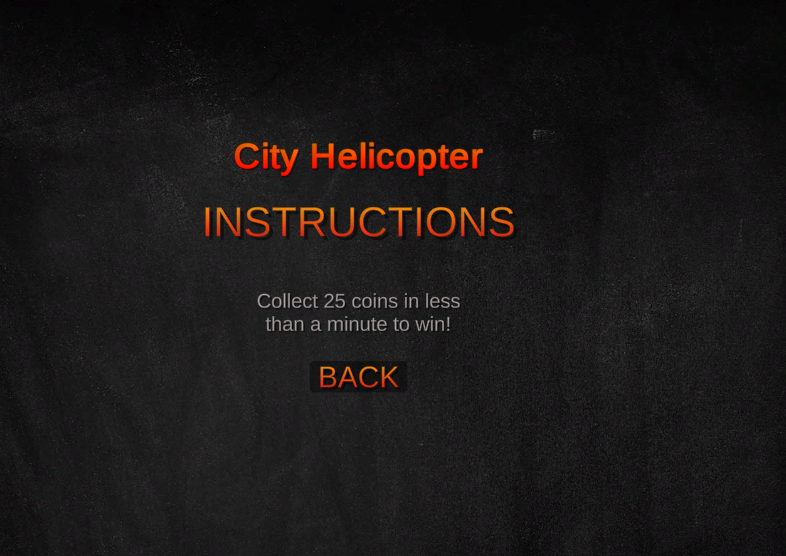 City Helicopter
INSTRUCTIONS
Collect 25 coins in less
than a minute to win!
BACK